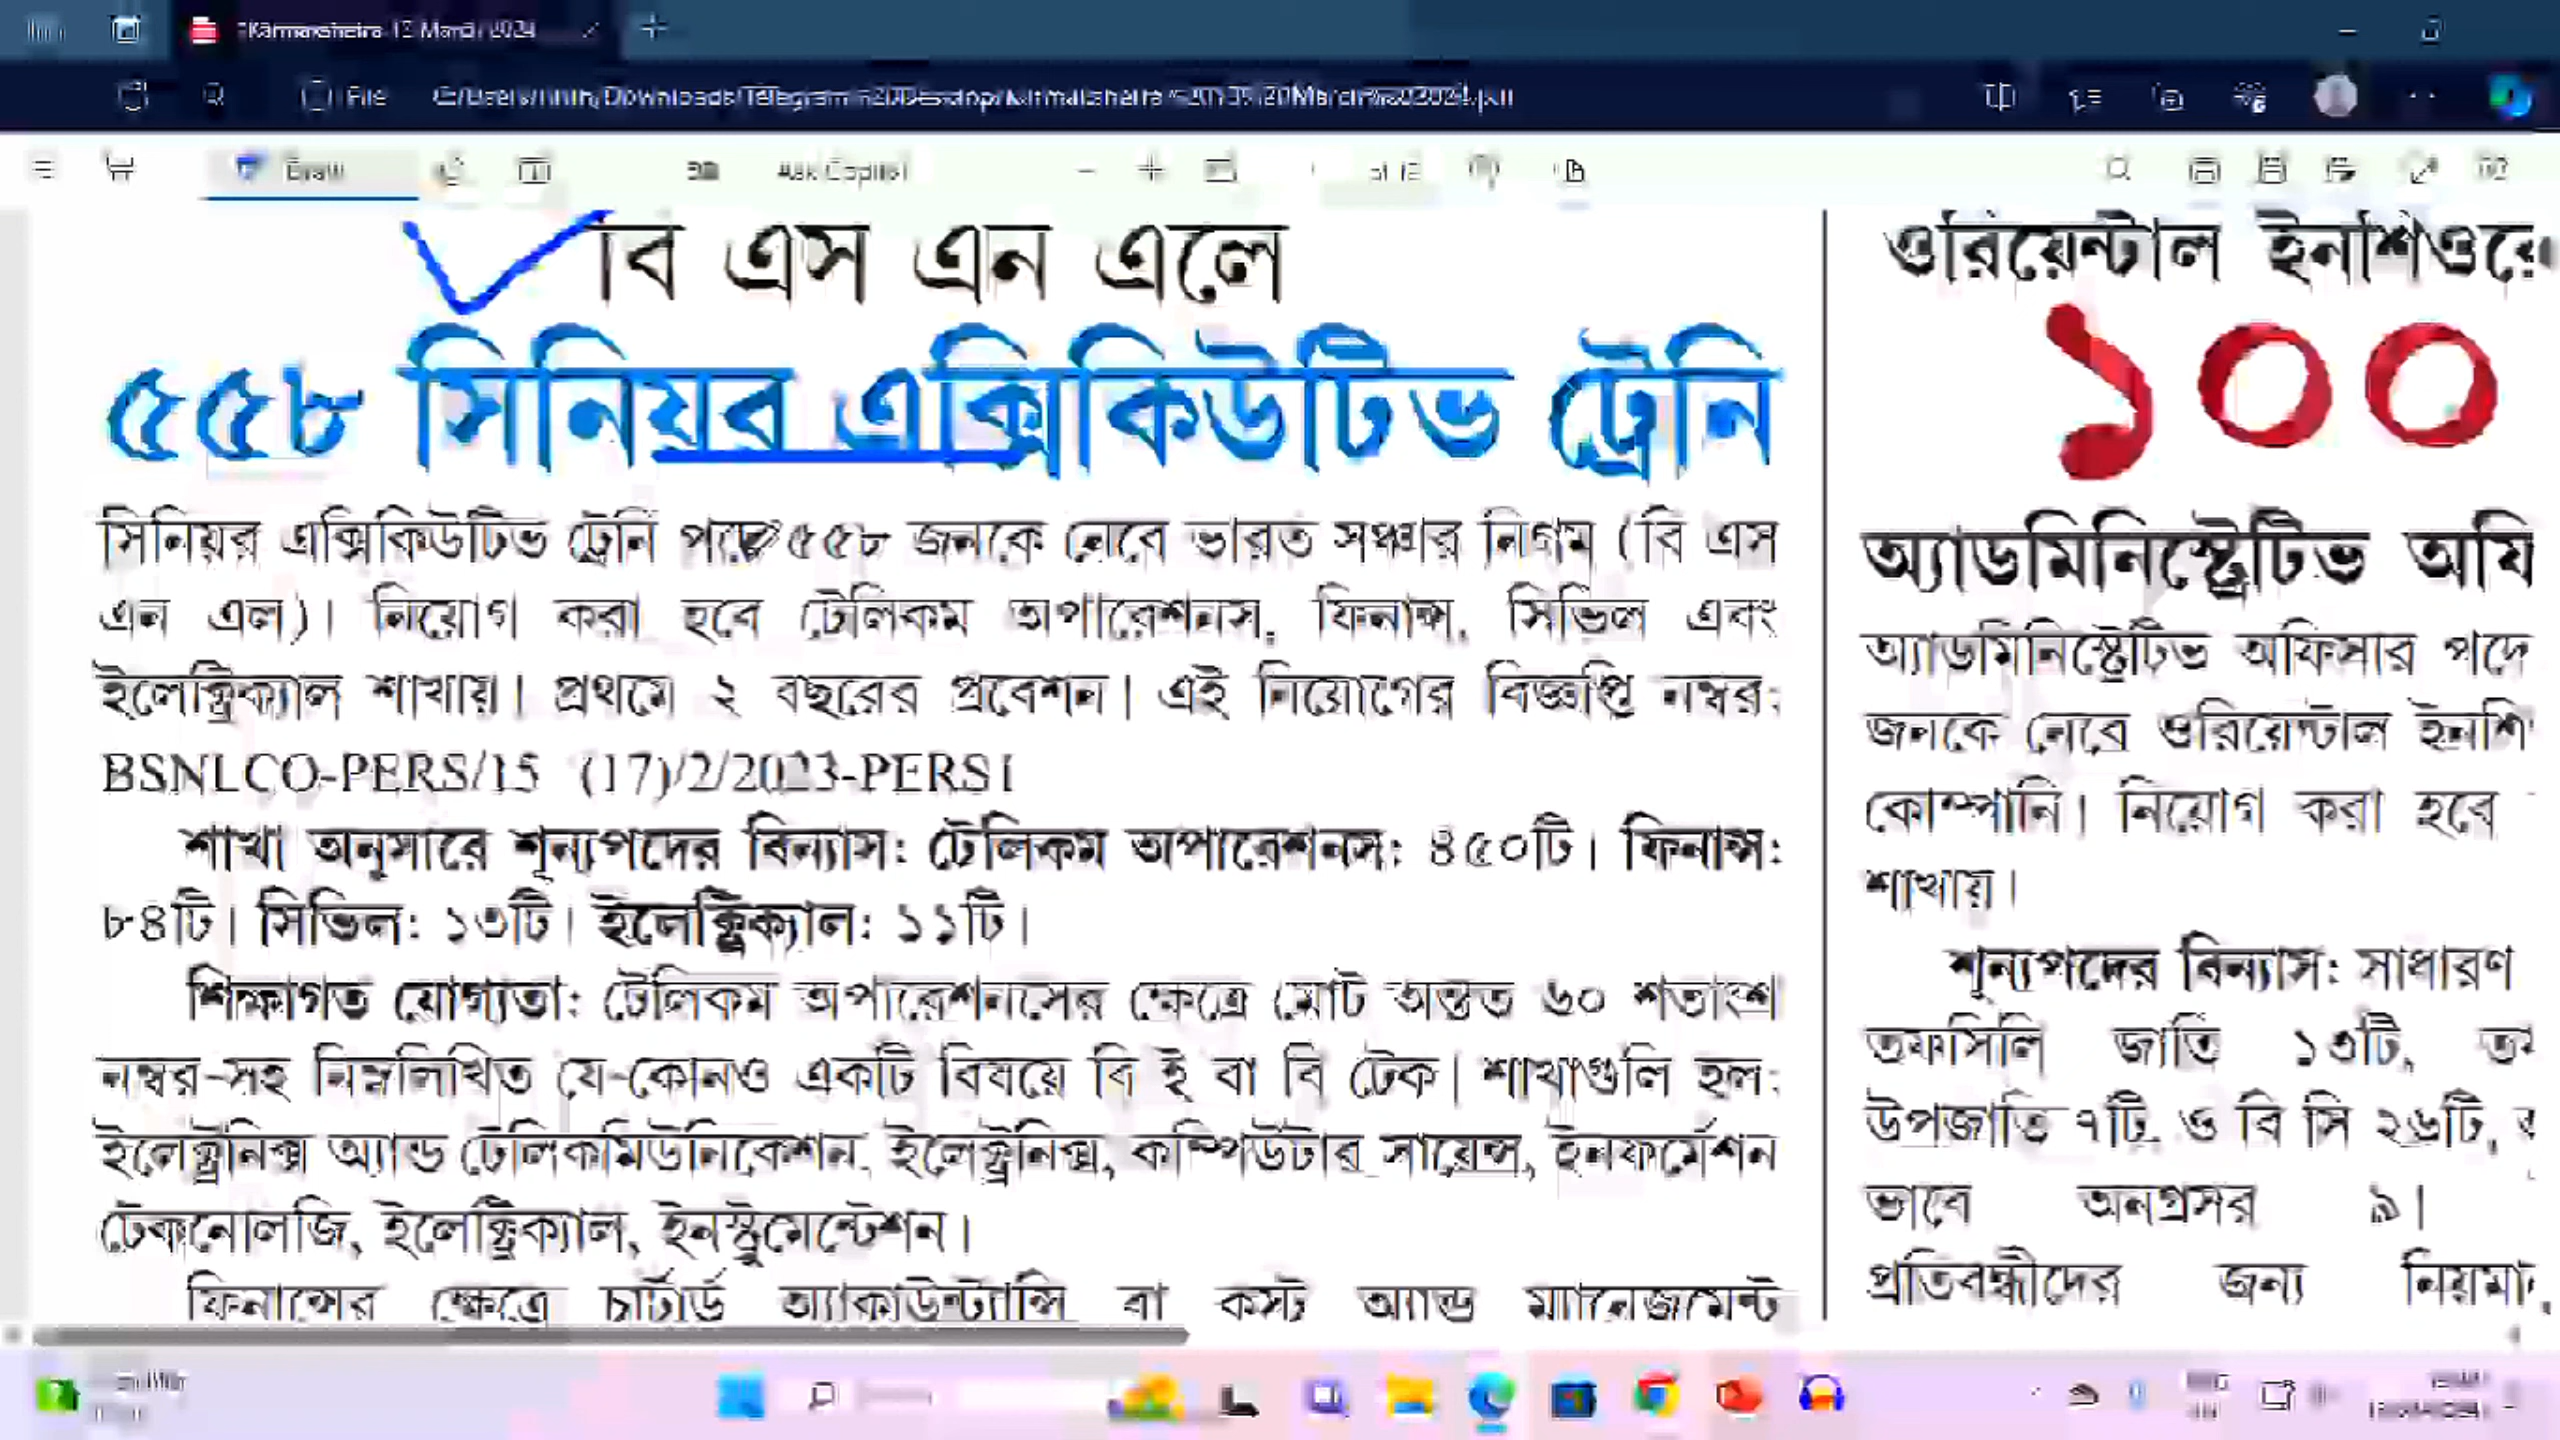 File
Draw
Ask Copilot
বি এস এন এলে
৫৫৮ সিনিয়র এক্সিকিউটিভ ট্রেনি
সিনিয়র এক্সিকিউটিভ ট্রেনি পদে ৫৫৮ জনকে নেবে ভারত সঞ্চার নিগম (বি এস
এন এল)। নিয়োগ করা হবে টেলিকম অপারেশনস, ফিনান্স, সিভিল এবং
ইলেক্ট্রিক্যাল শাখায়। প্রথমে ২ বছরের প্রবেশন। এই নিয়োগের বিজ্ঞপ্তি নম্বর:
BSNLCO-PERS/15 (17)/2/2023-PERS1
শাখা অনুসারে শূন্যপদের বিন্যাস: টেলিকম অপারেশনস: ৪৫০টি। ফিনান্স:
৮৪টি। সিভিল: ১৩টি। ইলেক্ট্রিক্যাল: ১১টি।
শিক্ষাগত যোগ্যতা: টেলিকম অপারেশনসের ক্ষেত্রে মোট অন্তত ৬০ শতাংশ
নম্বর-সহ নিম্নলিখিত যে-কোনও একটি বিষয়ে বি ই বা বি টেক। শাখাগুলি হল:
ইলেক্ট্রনিক্স অ্যান্ড টেলিকমিউনিকেশন, ইলেক্ট্রনিক্স, কম্পিউটার সায়েন্স, ইনফর্মেশন
টেকনোলজি, ইলেক্ট্রিক্যাল, ইনস্ট্রুমেন্টেশন।
ফিনান্সের ক্ষেত্রে চার্টার্ড অ্যাকাউন্ট্যান্সি বা কস্ট অ্যান্ড ম্যানেজমেন্ট
ওরিয়েন্টাল ইনশিওরে
১০০
অ্যাডমিনিস্ট্রেটিভ অফি
অ্যাডমিনিস্ট্রেটিভ অফিসার পদে
জনকে নেবে ওরিয়েন্টাল ইনশি
কোম্পানি। নিয়োগ করা হবে
শাখায়।
শূন্যপদের বিন্যাস: সাধারণ
তফসিলি জাতি ১৩টি,
উপজাতি ৭টি, ও বি সি ২৬টি,
ভাবে অনগ্রসর ৯।
প্রতিবন্ধীদের জন্য নিয়মা